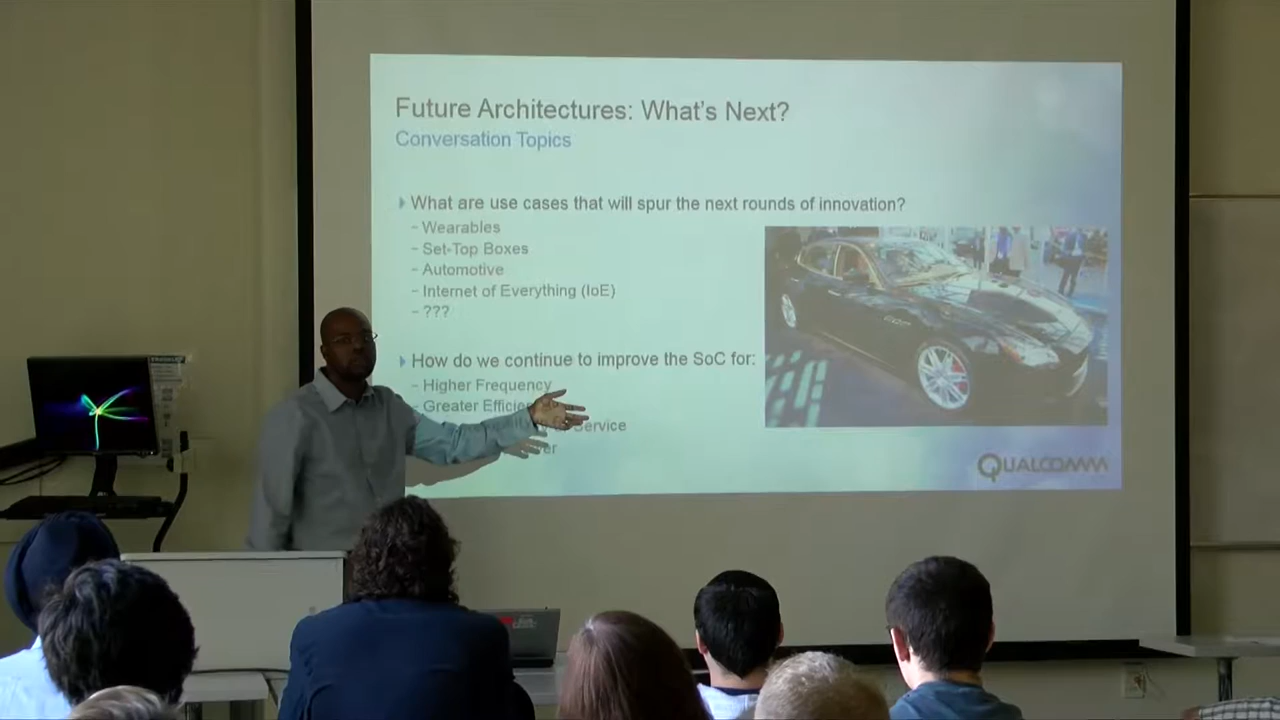 Future Architectures: What's Next?
Conversation Topics
What are use cases that will spur the next rounds of innovation?
- Wearables
- Set-Top Boxes
- Automotive
- Internet of Everything (IoE)
- ???
How do we continue to improve the SoC for:
- Higher Frequency
- Greater
Service
QUALCOMM